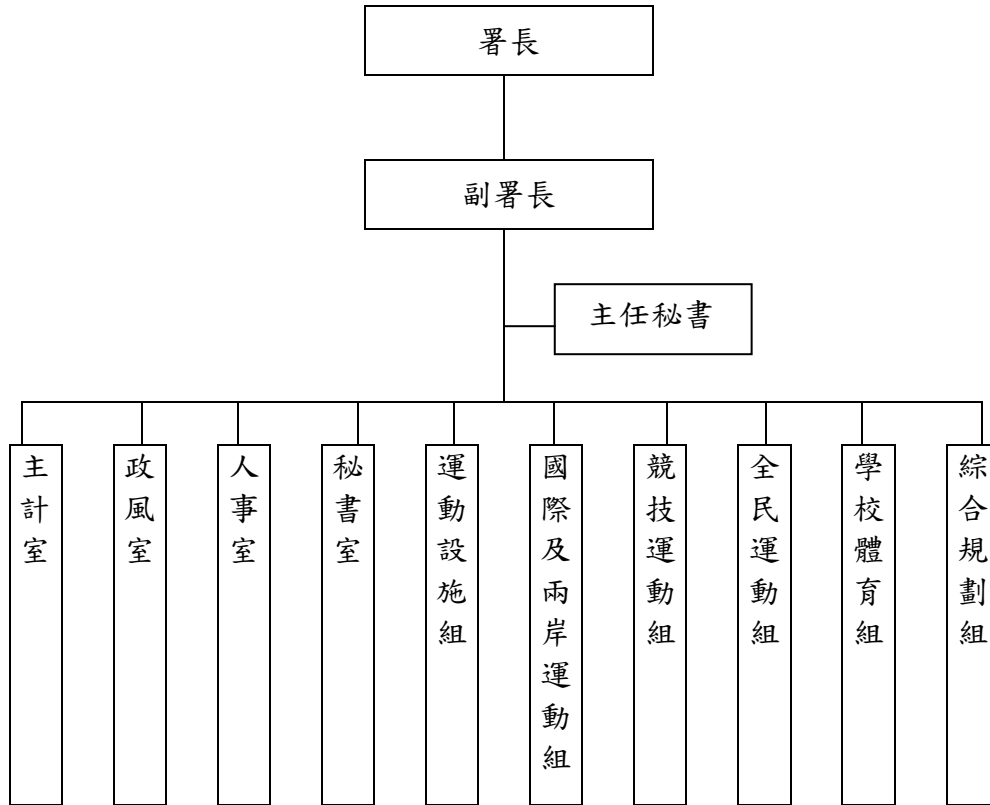 署長
副署長
主任秘書
主計室
政風室
人事室
秘書室
運動設施組
國際及兩岸運動組
競技運動組
全民運動組
學校體育組
綜合規劃組